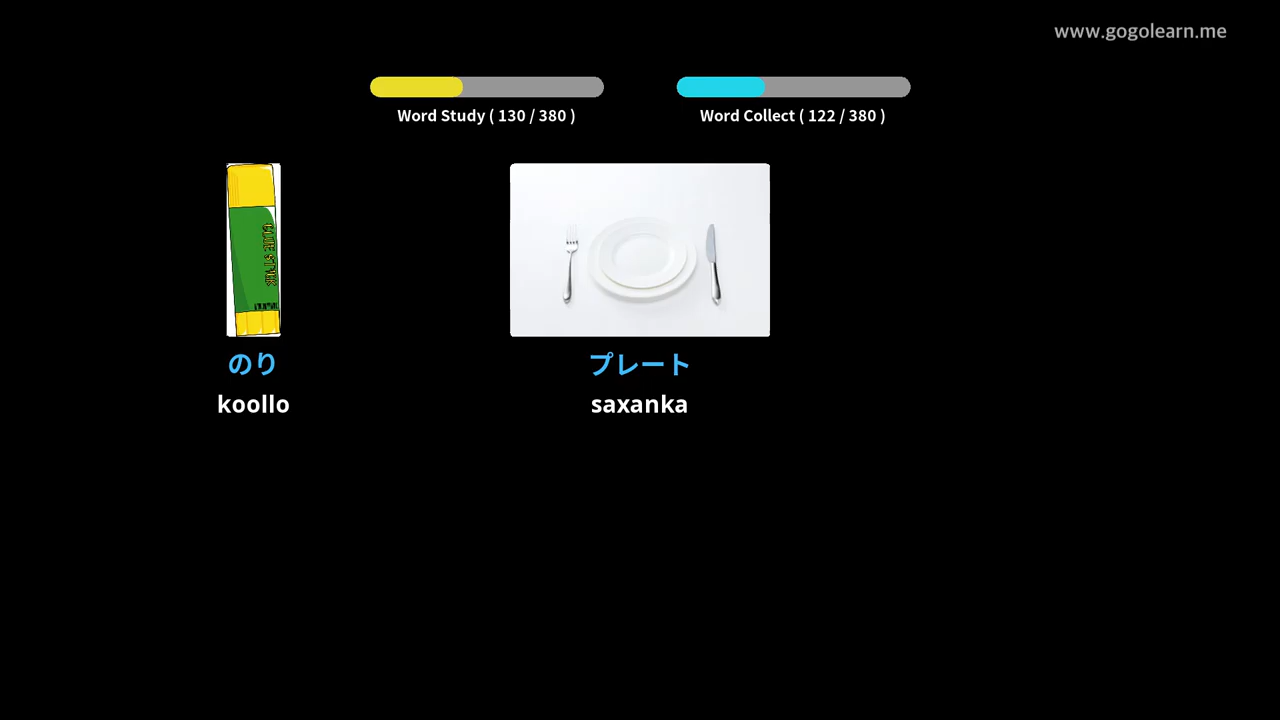 www.gogolearn.me
Word Study ( 130 / 380 )
Word Collect ( 122 / 380 )
のり
プレート
koollo
saxanka